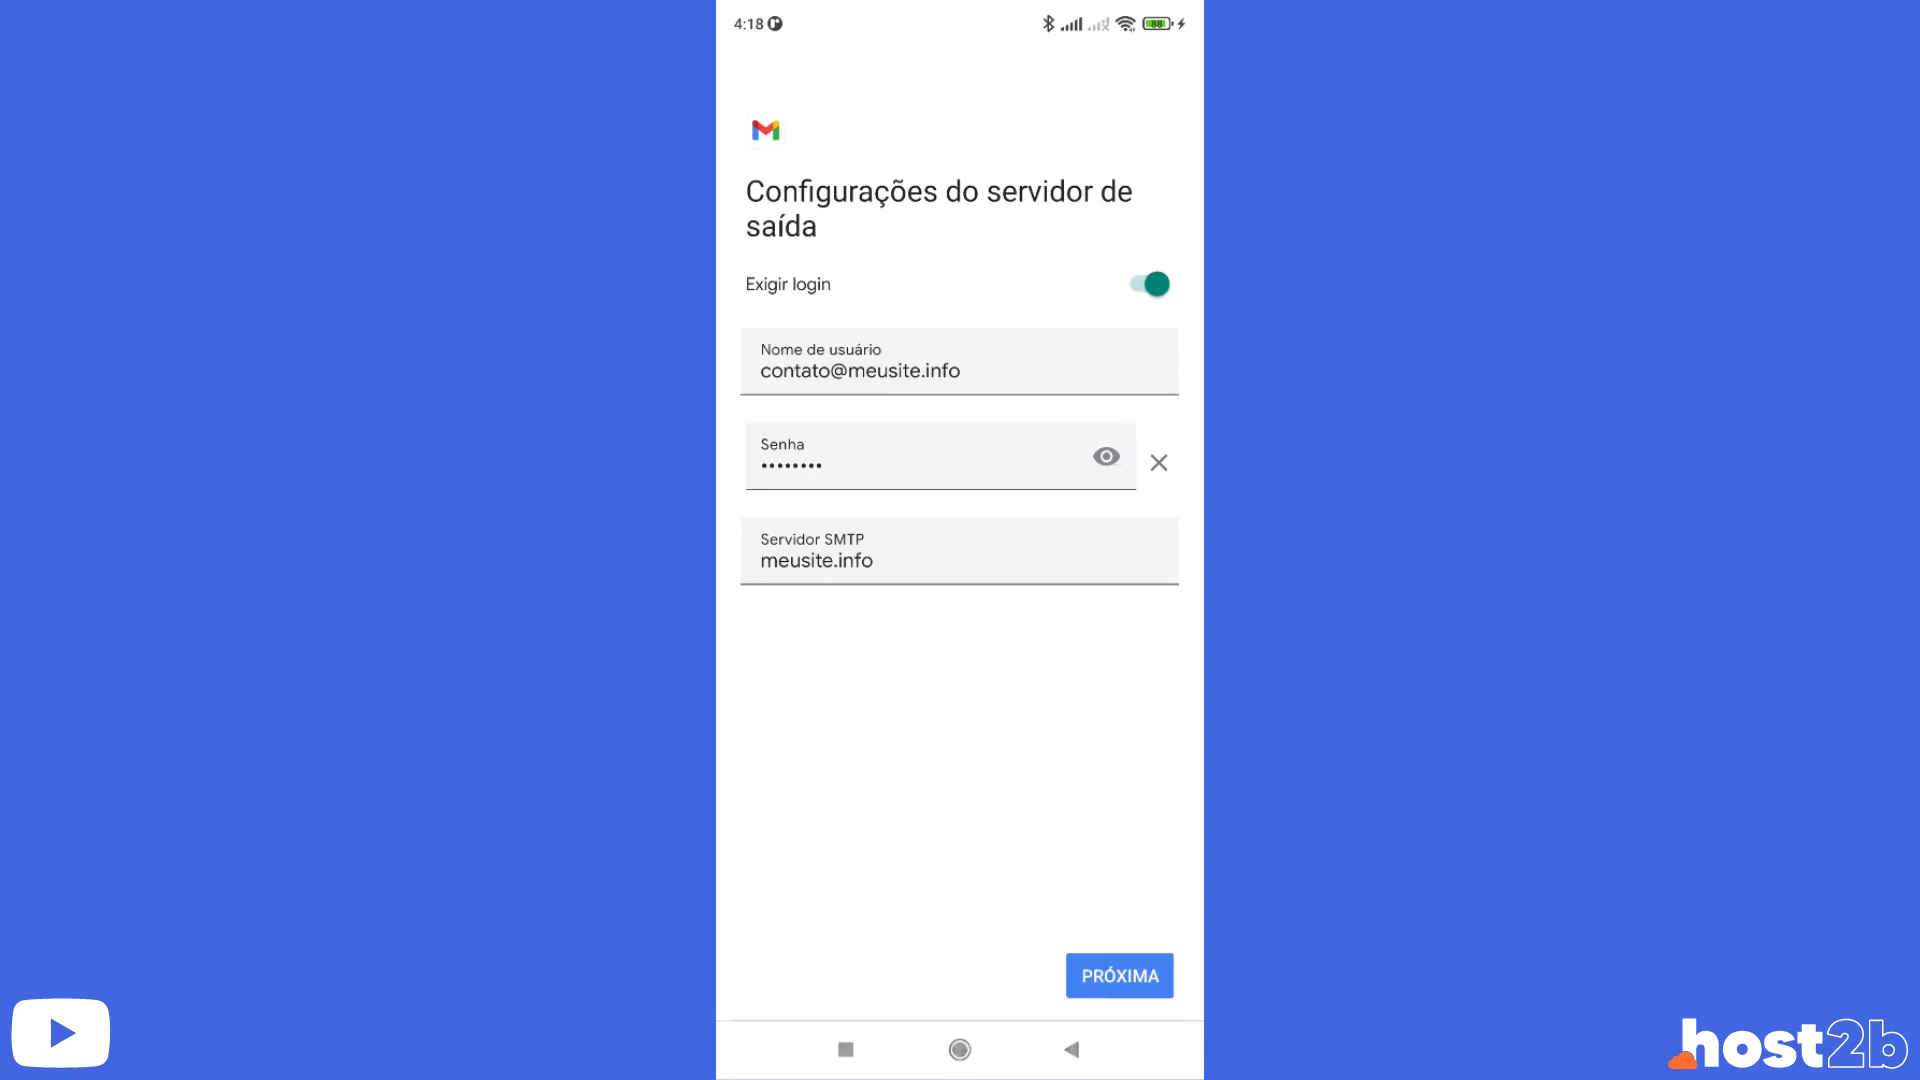 4:18
88
Configurações do servidor de
saída
Exigir login
Nome de usuário
contato@meusite.info
Senha
••••••••
Servidor SMTP
meusite.info
PRÓXIMA
host2b